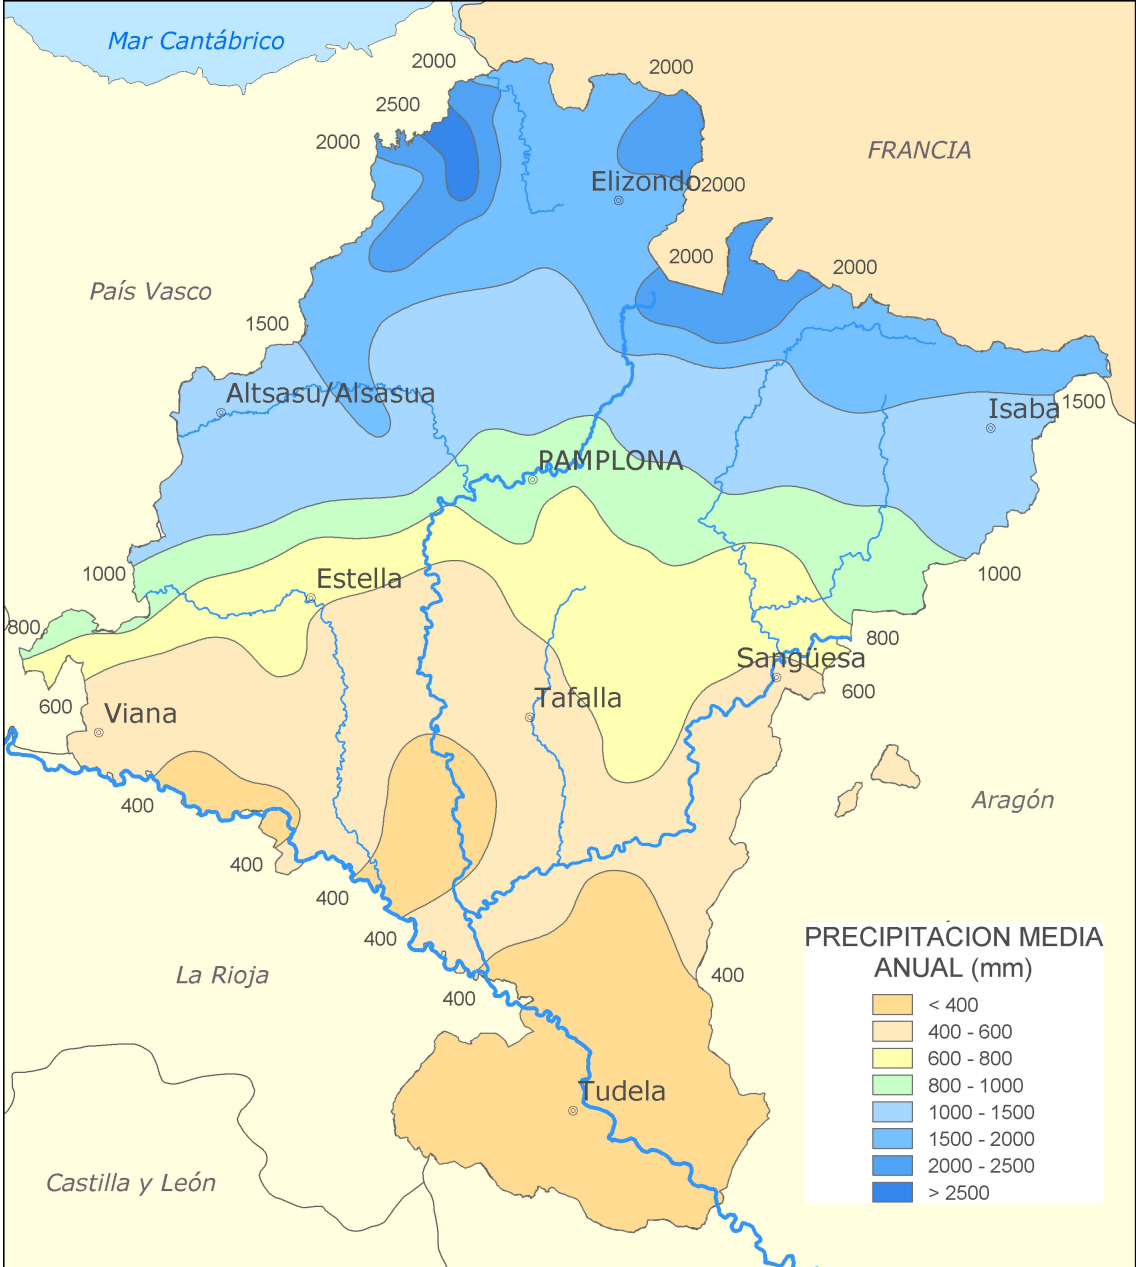 Mar Cantábrico
2000
2000
2500
2000
FRANCIA
Elizondo
2000
2000
2000
País Vasco
1500
Altsasu/Alsasua
Isaba
1500
PAMPLONA
1000
1000
Estella
800
800
Sangüesa
600
600
Tafalla
Viana
400
Aragón
400
400
400
400
400
La Rioja
Tudela
Castilla y León
PRECIPITACION MEDIA
ANUAL (mm)
< 400
400 - 600
600 - 800
800 - 1000
1000 - 1500
1500 - 2000
2000 - 2500
> 2500